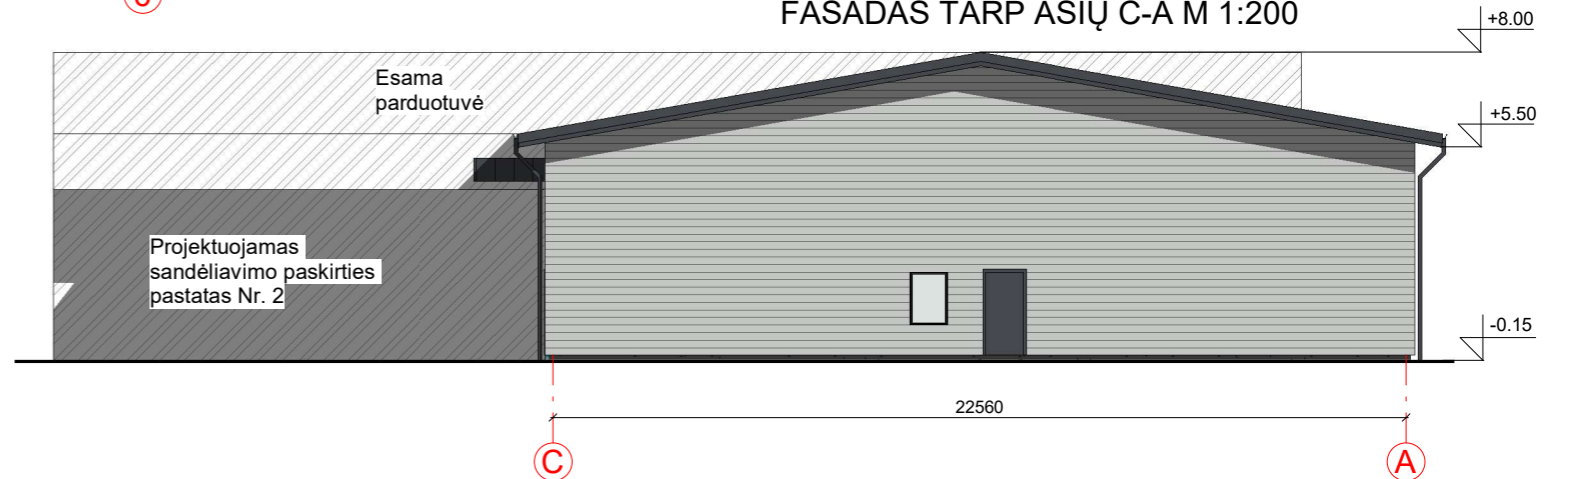 FASADAS TARP AŠIŲ C-A M 1:200
+8.00
Esama
parduotuvė
+5.50
Projektuojamas
sandėliavimo paskirties
pastatas Nr. 2
-0.15
22560
C
A